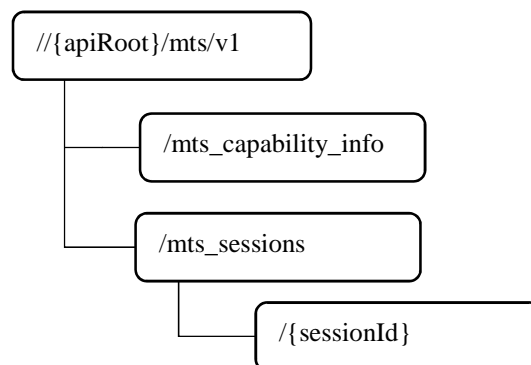 //{apiRoot}/mts/v1
/mts_capability_info
/mts_sessions
/{sessionId}